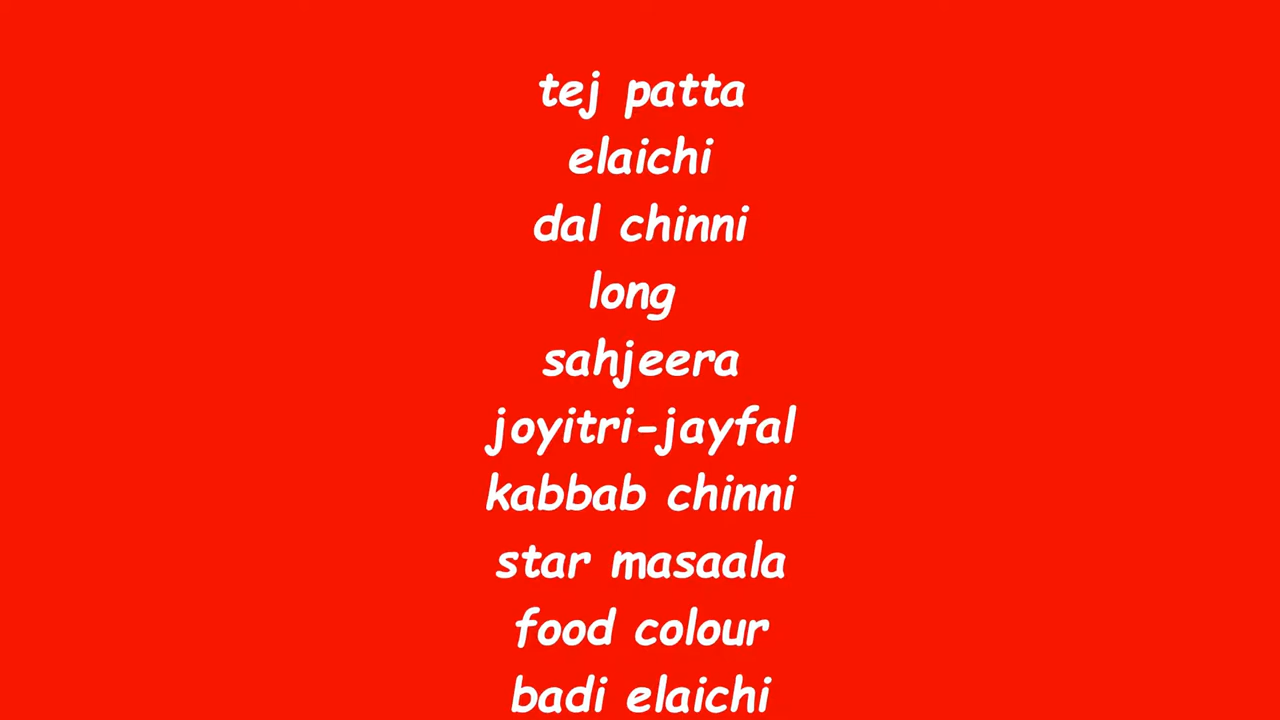 tej patta
elaichi
dal chinni
long
sahjeera
joyitri-jayfal
kabbab chinni
star masaala
food colour
badi elaichi